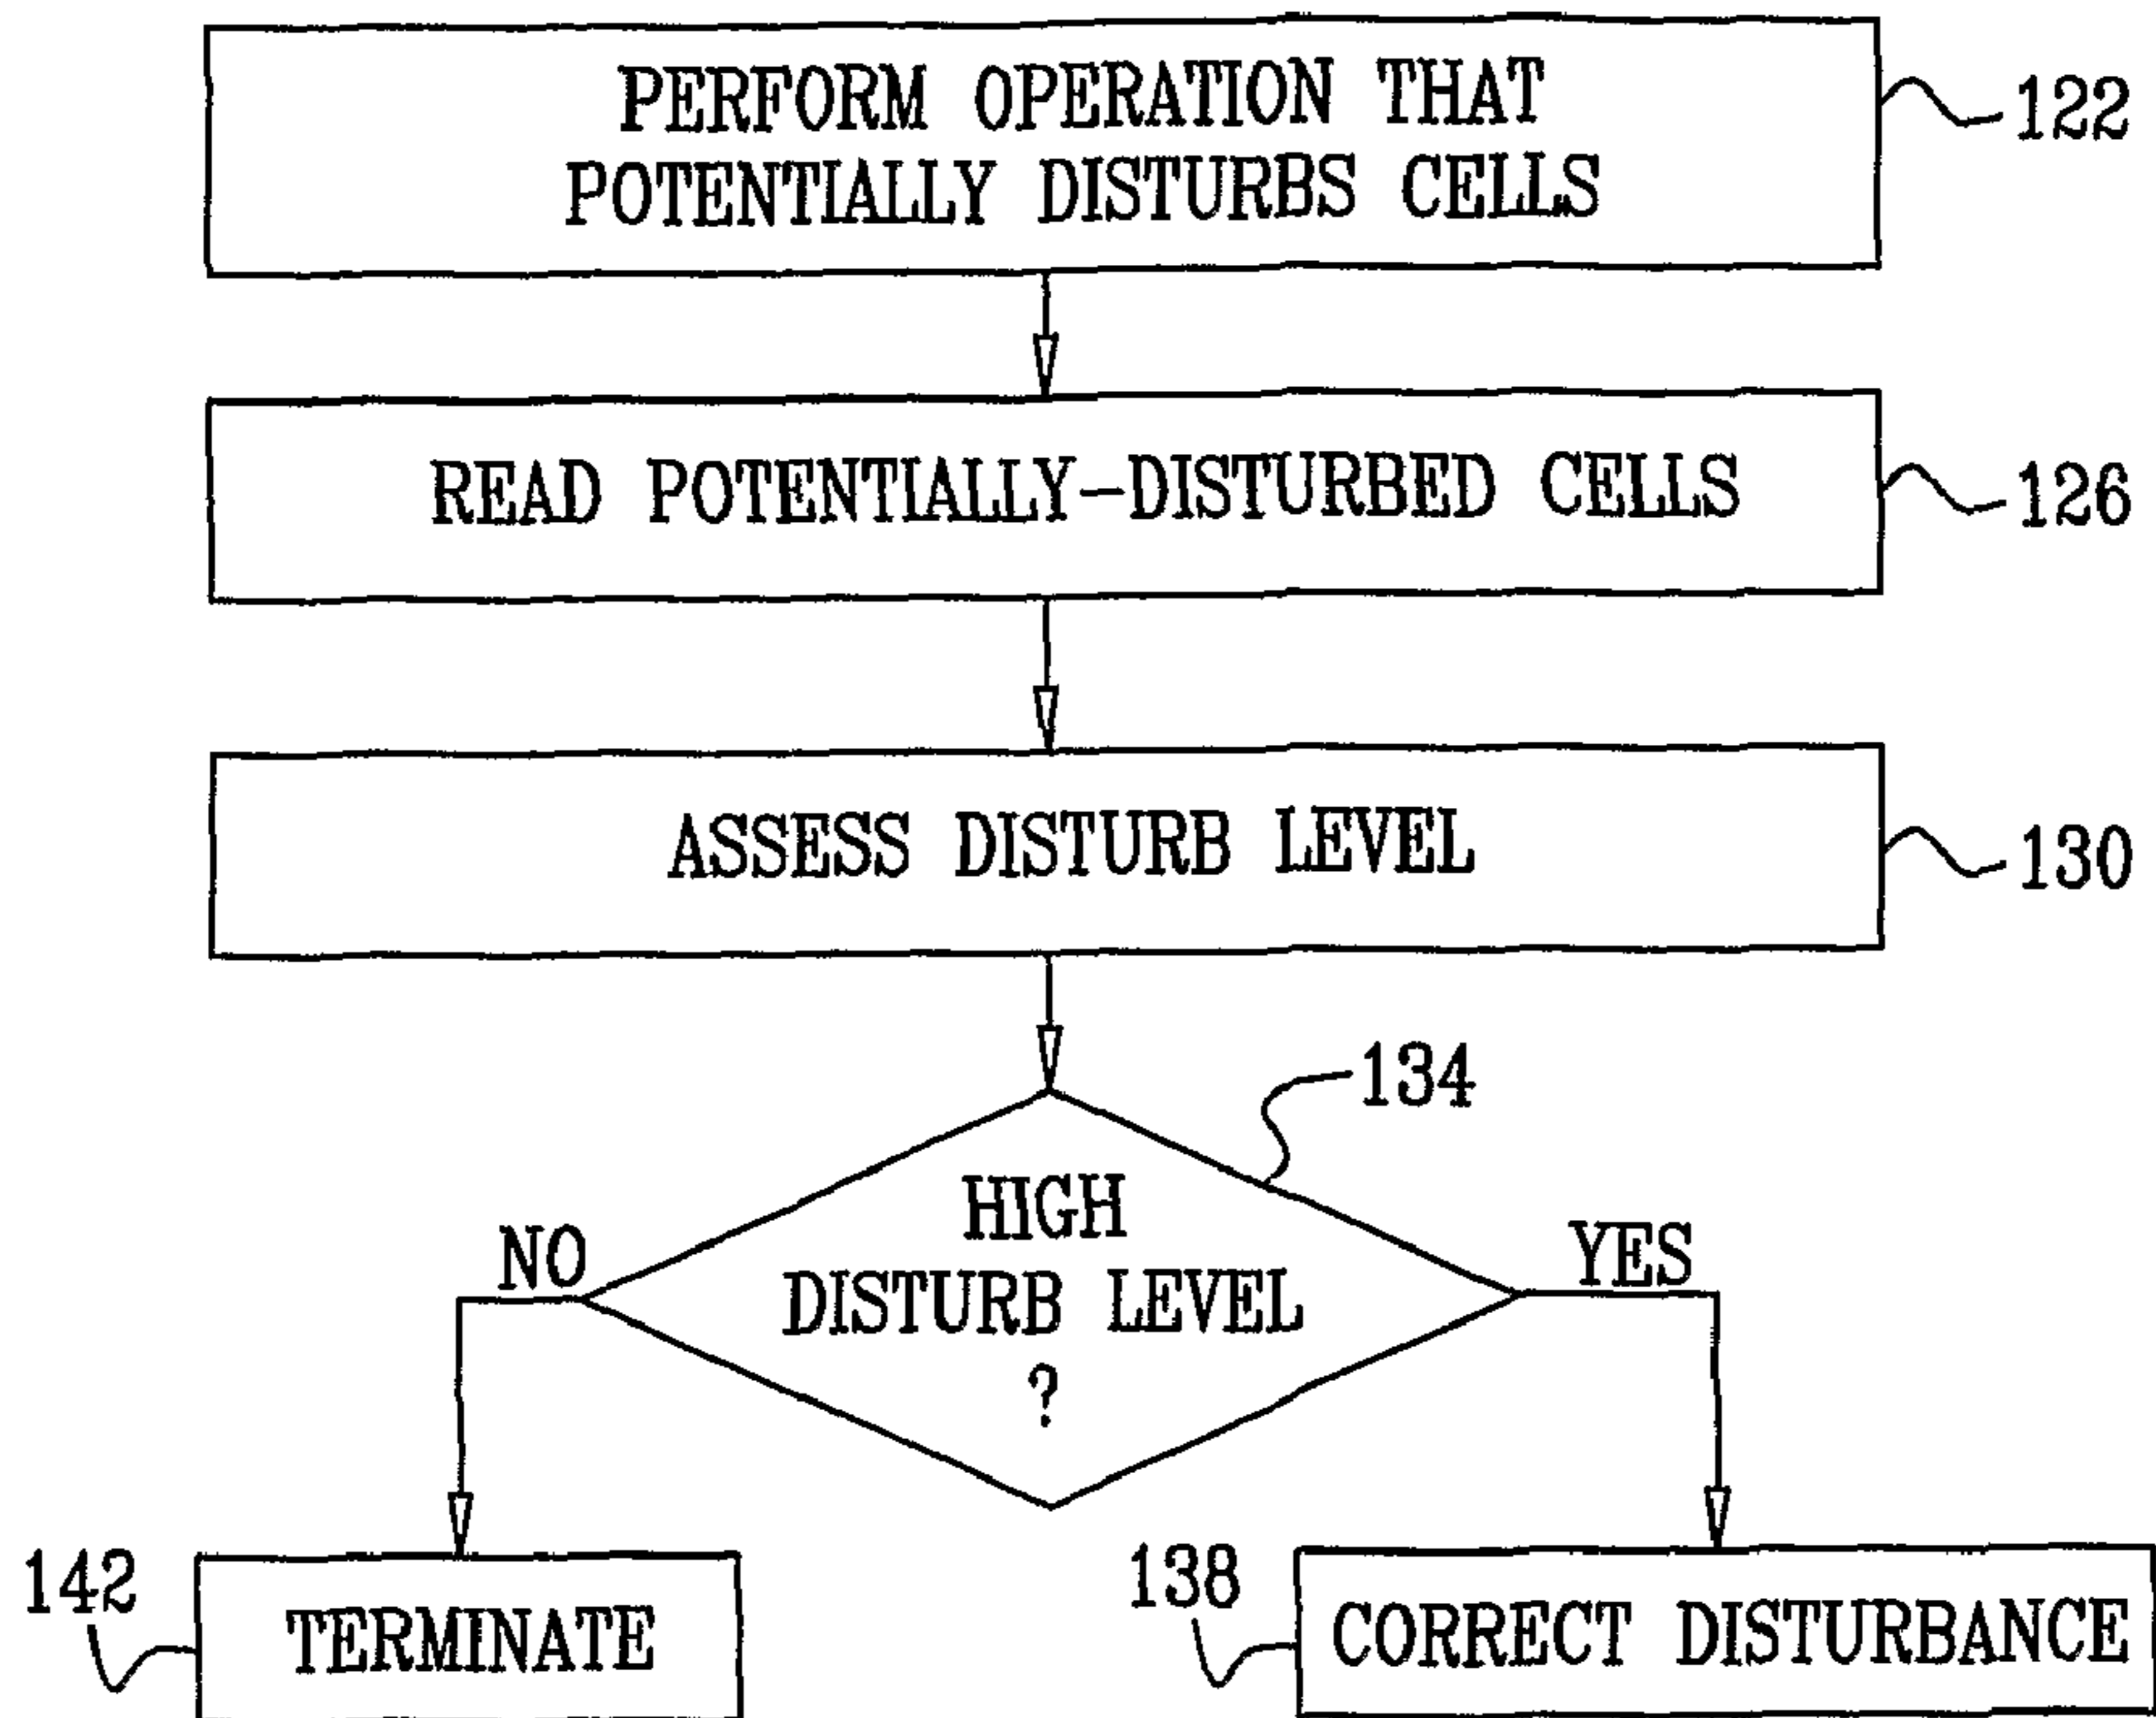 PERFORM OPERATION THAT
POTENTIALLY DISTURBS CELLS
122
READ POTENTIALLY-DISTURBED CELLS
126
ASSESS DISTURB LEVEL
130
134
HIGH
DISTURB LEVEL
?
NO
YES
142
TERMINATE
138
CORRECT DISTURBANCE